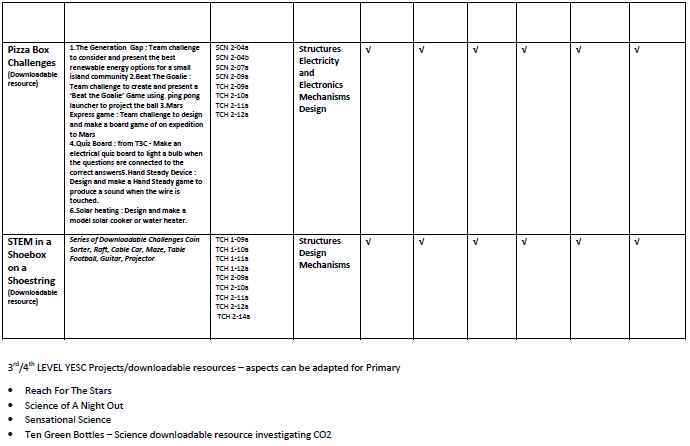 Pizza Box
Challenges
(Downloadable
resource)
1.The Generation Gap : Team challenge
to consider and present the best
renewable energy options for a small
island community 2.Beat The Goalie :
Team challenge to create and present a
'Beat the Goalie' Game using ping pong
launcher to project the ball 3.Mars
Express game : Team challenge to design
and make a board game of on expedition
to Mars
4.Quiz Board : from T3C - Make an
electrical quiz board to light a bulb when
the questions are connected to the
correct answers5.Hand Steady Device :
Design and make a Hand Steady game to
produce a sound when the wire is
touched.
6.Solar heating : Design and make a
model solar cooker or water heater.
SCN 2-04a
SCN 2-04b
SCN 2-07a
SCN 2-09a
TCH 2-09a
TCH 2-10a
TCH 2-11a
TCH 2-12a
Structures
Electricity
and
Electronics
Mechanisms
Design
√ √ √ √ √ √
STEM in a
Shoebox
on a
Shoestring
(Downloadable
resource)
Series of Downloadable Challenges Coin
Sorter, Raft, Cable Car, Maze, Table
Football, Guitar, Projector
TCH 1-09a
TCH 1-10a
TCH 1-11a
TCH 1-12a
TCH 2-09a
TCH 2-10a
TCH 2-11a
TCH 2-12a
TCH 2-14a
Structures
Design
Mechanisms
√ √ √ √ √ √
3rd/4th LEVEL YESC Projects/downloadable resources – aspects can be adapted for Primary
• Reach For The Stars
• Science of A Night Out
• Sensational Science
• Ten Green Bottles – Science downloadable resource investigating CO2